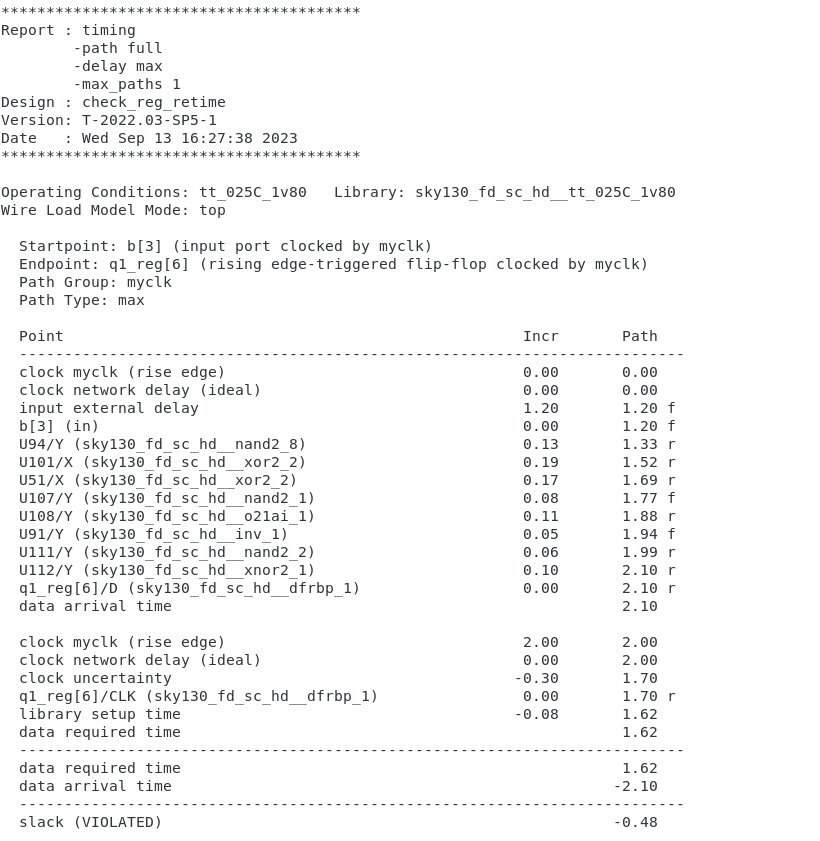 ****************************************
Report : timing
        -path full
        -delay max
        -max_paths 1
Design : check_reg_retime
Version: T-2022.03-SP5-1
Date   : Wed Sep 13 16:27:38 2023
****************************************

Operating Conditions: tt_025C_1v80   Library: sky130_fd_sc_hd__tt_025C_1v80
Wire Load Model Mode: top

  Startpoint: b[3] (input port clocked by myclk)
  Endpoint: q1_reg[6] (rising edge-triggered flip-flop clocked by myclk)
  Path Group: myclk
  Path Type: max

  Point                                                   Incr       Path
  --------------------------------------------------------------------------
  clock myclk (rise edge)                                 0.00       0.00
  clock network delay (ideal)                             0.00       0.00
  input external delay                                    1.20       1.20 f
  b[3] (in)                                               0.00       1.20 f
  U94/Y (sky130_fd_sc_hd__nand2_8)                        0.13       1.33 r
  U101/X (sky130_fd_sc_hd__xor2_2)                        0.19       1.52 r
  U51/X (sky130_fd_sc_hd__xor2_2)                         0.17       1.69 r
  U107/Y (sky130_fd_sc_hd__nand2_1)                       0.08       1.77 f
  U108/Y (sky130_fd_sc_hd__o21ai_1)                       0.11       1.88 r
  U91/Y (sky130_fd_sc_hd__inv_1)                          0.05       1.94 f
  U111/Y (sky130_fd_sc_hd__nand2_2)                       0.06       1.99 r
  U112/Y (sky130_fd_sc_hd__xnor2_1)                       0.10       2.10 r
  q1_reg[6]/D (sky130_fd_sc_hd__dfrbp_1)                  0.00       2.10 r
  data arrival time                                                  2.10

  clock myclk (rise edge)                                 2.00       2.00
  clock network delay (ideal)                             0.00       2.00
  clock uncertainty                                      -0.30       1.70
  q1_reg[6]/CLK (sky130_fd_sc_hd__dfrbp_1)                0.00       1.70 r
  library setup time                                     -0.08       1.62
  data required time                                                 1.62
  --------------------------------------------------------------------------
  data required time                                                 1.62
  data arrival time                                                 -2.10
  --------------------------------------------------------------------------
  slack (VIOLATED)                                                  -0.48